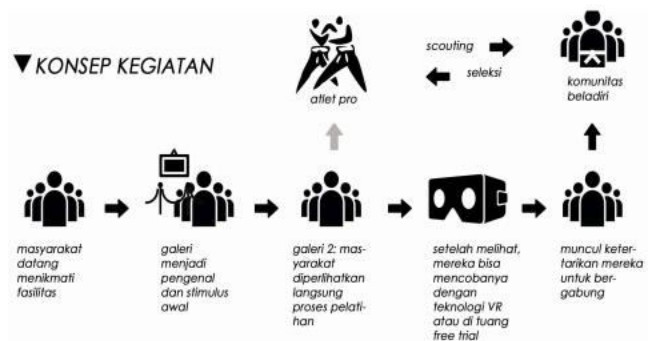 ▼ KONSEP KEGIATAN
atlet pro
scouting
seleksi
komunitas
beladiri
masyarakat
datang
menikmati
fasilitas
galeri
menjadi
pengenal
dan stimulus
awal
galeri 2: mas-
yarakat
diperlihatkan
langsung
proses pelati-
han
setelah melihat,
mereka bisa
mencobanya
dengan
teknologi VR
atau di tuang
free trial
muncul keter-
tarikan mereka
untuk ber-
gabung